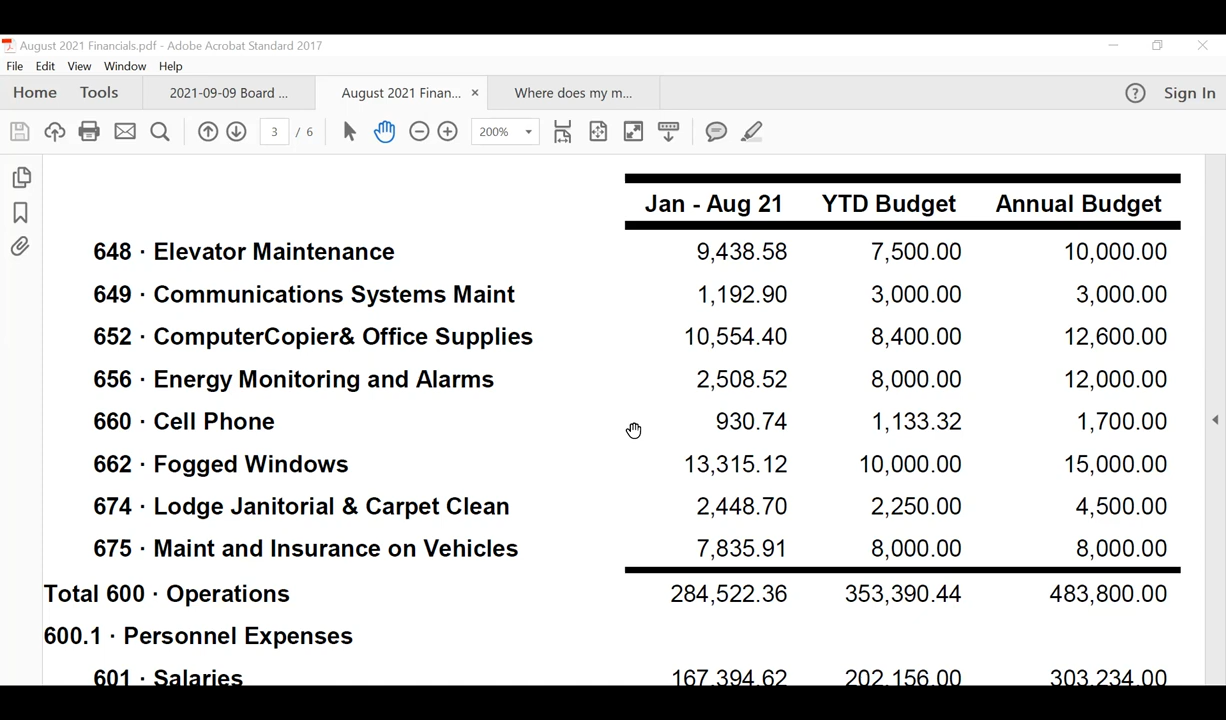 August 2021 Financials.pdf - Adobe Acrobat Standard 2017
File Edit View Window Help
Home Tools 2021-09-09 Board ... August 2021 Finan... × Where does my m... ? Sign In
3 / 6 200%
Jan - Aug 21 YTD Budget Annual Budget
648 · Elevator Maintenance 9,438.58 7,500.00 10,000.00
649 · Communications Systems Maint 1,192.90 3,000.00 3,000.00
652 · ComputerCopier& Office Supplies 10,554.40 8,400.00 12,600.00
656 · Energy Monitoring and Alarms 2,508.52 8,000.00 12,000.00
660 · Cell Phone 930.74 1,133.32 1,700.00
662 · Fogged Windows 13,315.12 10,000.00 15,000.00
674 · Lodge Janitorial & Carpet Clean 2,448.70 2,250.00 4,500.00
675 · Maint and Insurance on Vehicles 7,835.91 8,000.00 8,000.00
Total 600 · Operations 284,522.36 353,390.44 483,800.00
600.1 · Personnel Expenses
601 · Salaries 167,394.62 202,156.00 303,234.00